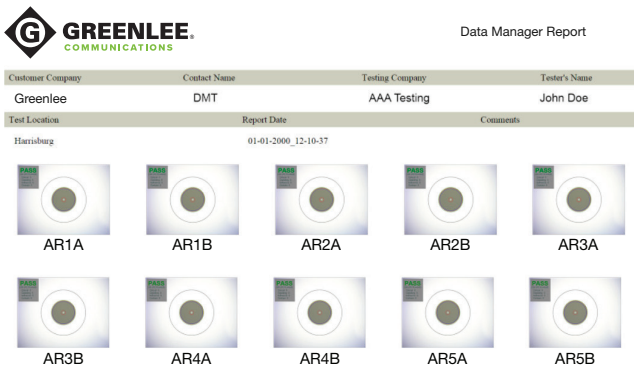 G GREENLEE®
COMMUNICATIONS
Data Manager Report
Customer Company Contact Name Testing Company Tester's Name
Greenlee DMT AAA Testing John Doe
Test Location Report Date Comments
Harrisburg 01-01-2000_12-10-37
PASS PASS PASS PASS PASS
AR1A AR1B AR2A AR2B AR3A
PASS PASS PASS PASS PASS
AR3B AR4A AR4B AR5A AR5B